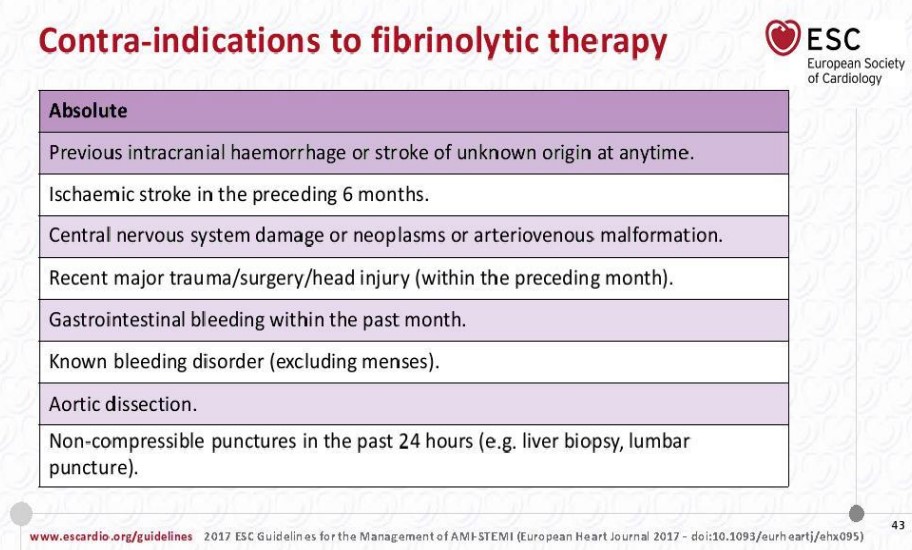 Contra-indications to fibrinolytic therapy
ESC
European Society
of Cardiology
Absolute
Previous intracranial haemorrhage or stroke of unknown origin at anytime.
Ischaemic stroke in the preceding 6 months.
Central nervous system damage or neoplasms or arteriovenous malformation.
Recent major trauma/surgery/head injury (within the preceding month).
Gastrointestinal bleeding within the past month.
Known bleeding disorder (excluding menses).
Aortic dissection.
Non-compressible punctures in the past 24 hours (e.g. liver biopsy, lumbar
puncture).
43
www.escardio.org/guidelines 2017 ESC Guidelines for the Management of AMI-STEMI (European Heart Journal 2017 - doi:10.1093/eurheartj/ehx095)